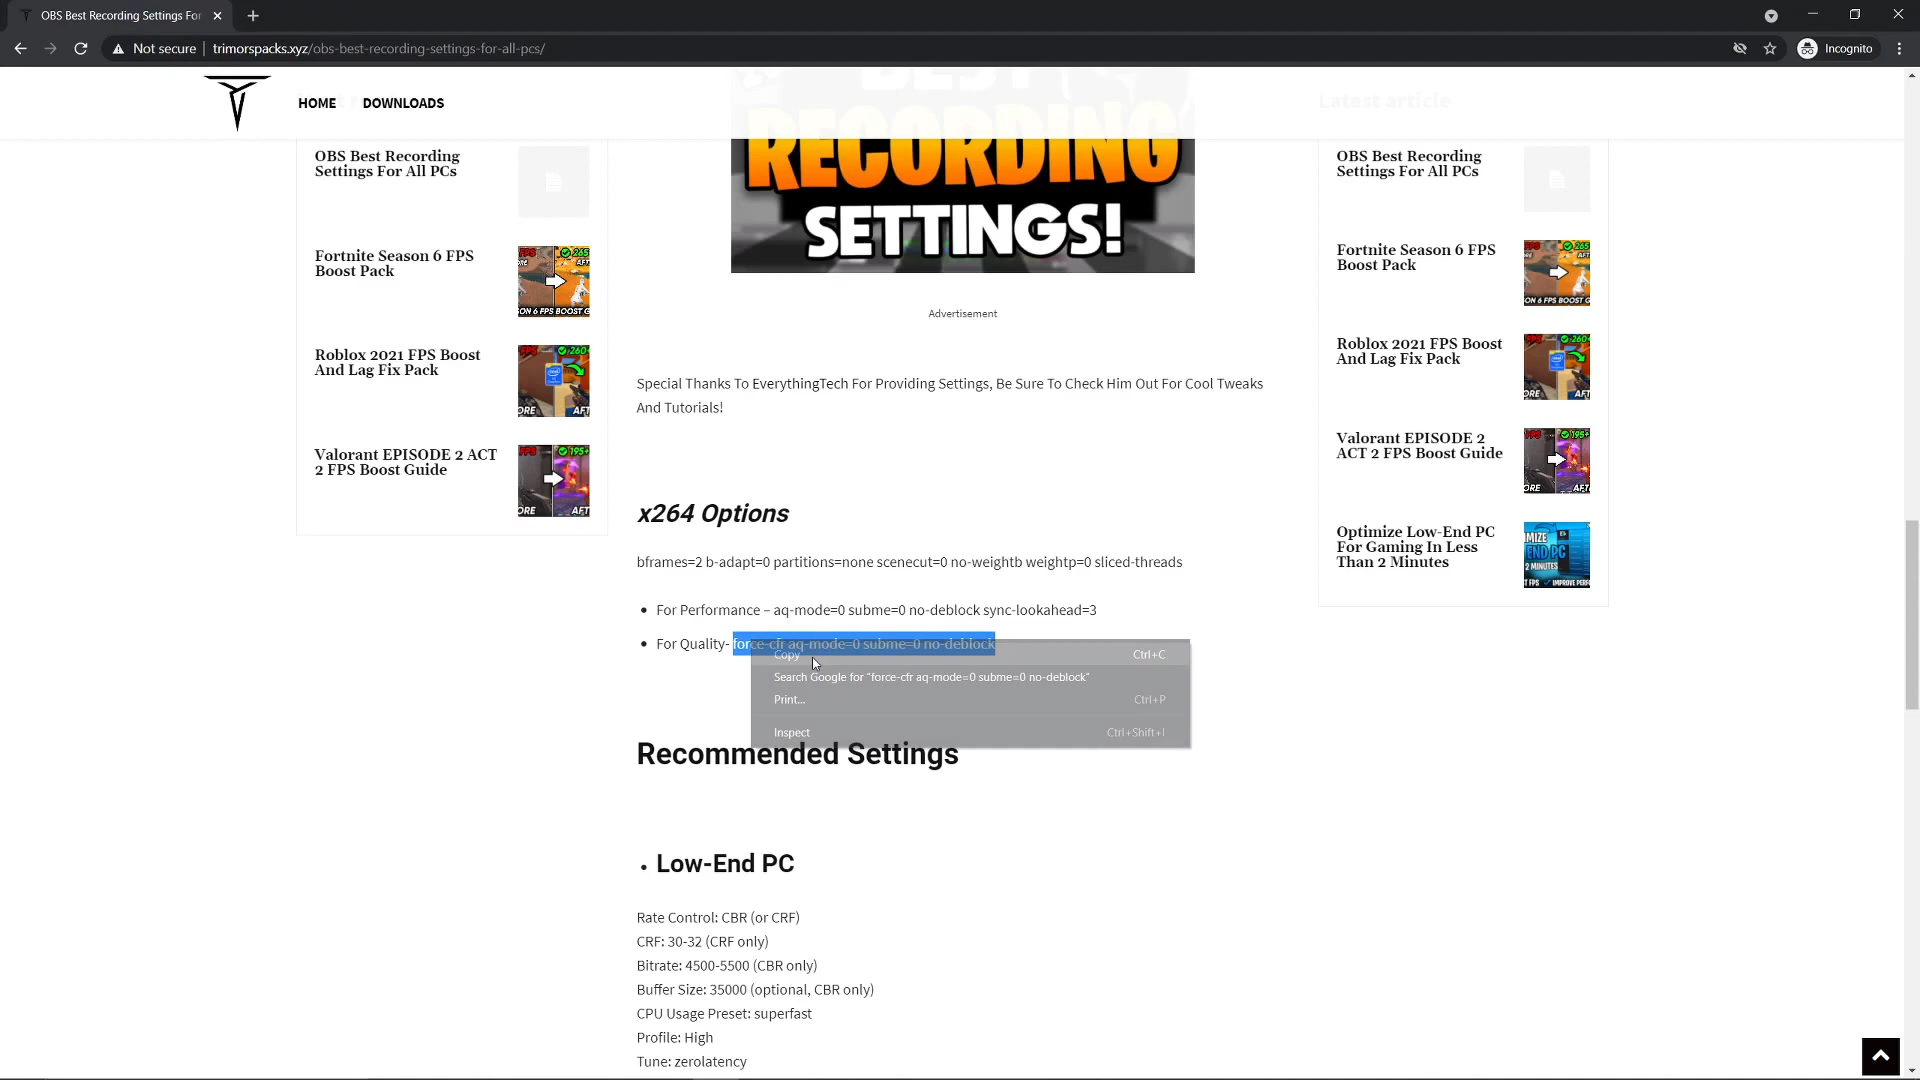 OBS Best Recording Settings For
Not secure
trimorspacks.xyz/obs-best-recording-settings-for-all-pcs/
Incognito
HOME
DOWNLOADS
Latest article
OBS Best Recording
Settings For All PCs
Fortnite Season 6 FPS
Boost Pack
Roblox 2021 FPS Boost
And Lag Fix Pack
Valorant EPISODE 2 ACT
2 FPS Boost Guide
BEST
RECORDING
SETTINGS!
Advertisement
Special Thanks To EverythingTech For Providing Settings, Be Sure To Check Him Out For Cool Tweaks
And Tutorials!
x264 Options
bframes=2 b-adapt=0 partitions=none scenecut=0 no-weightb weightp=0 sliced-threads
• For Performance – aq-mode=0 subme=0 no-deblock sync-lookahead=3
• For Quality- force-cfr aq-mode=0 subme=0 no-deblock
Copy Ctrl+C
Search Google for "force-cfr aq-mode=0 subme=0 no-deblock"
Print... Ctrl+P
Inspect Ctrl+Shift+I
Recommended Settings
• Low-End PC
Rate Control: CBR (or CRF)
CRF: 30-32 (CRF only)
Bitrate: 4500-5500 (CBR only)
Buffer Size: 35000 (optional, CBR only)
CPU Usage Preset: superfast
Profile: High
Tune: zerolatency
OBS Best Recording
Settings For All PCs
Fortnite Season 6 FPS
Boost Pack
Roblox 2021 FPS Boost
And Lag Fix Pack
Valorant EPISODE 2
ACT 2 FPS Boost Guide
Optimize Low-End PC
For Gaming In Less
Than 2 Minutes